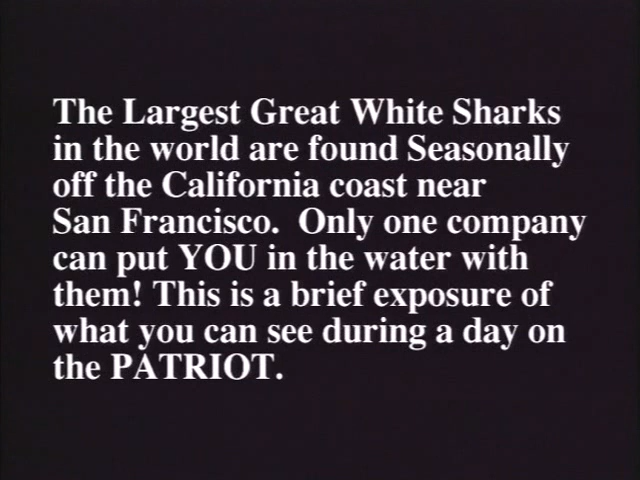 The Largest Great White Sharks
in the world are found Seasonally
off the California coast near
San Francisco.  Only one company
can put YOU in the water with
them! This is a brief exposure of
what you can see during a day on
the PATRIOT.